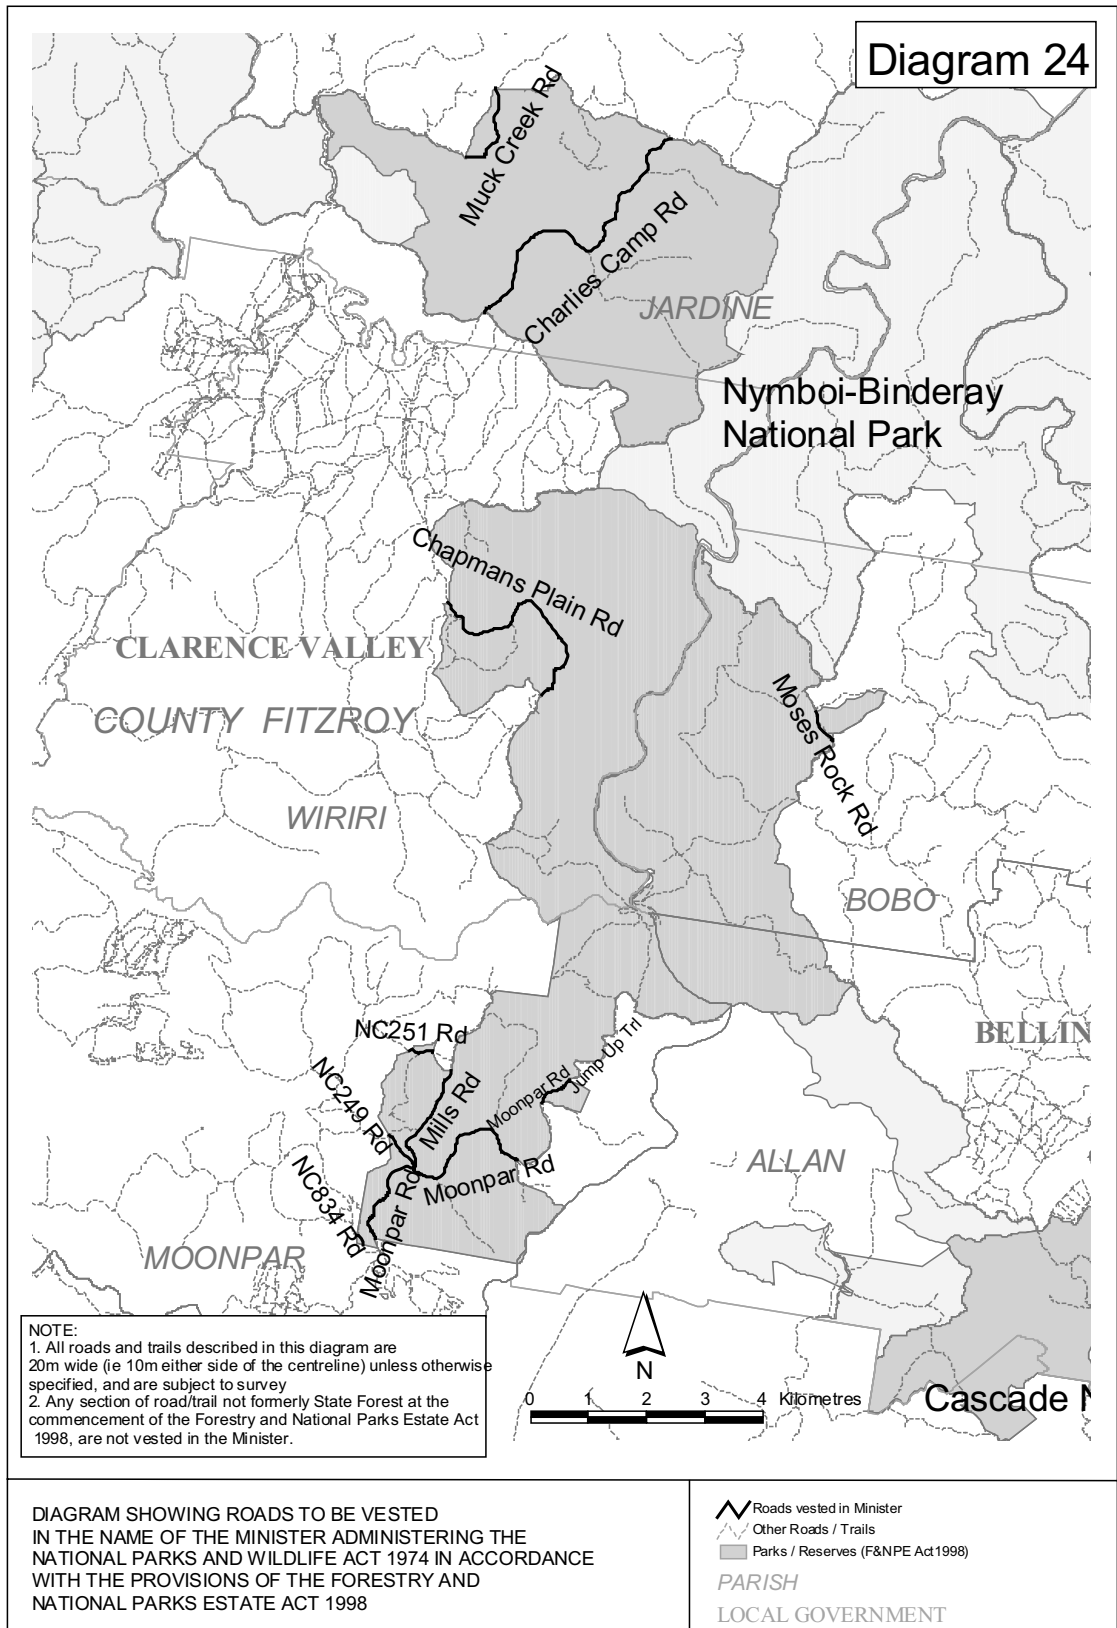 Diagram 24
Muck Creek Rd
Charlies Camp Rd
JARDINE
Nymboi-Binderay
National Park
Chapmans Plain Rd
CLARENCE VALLEY
COUNTY FITZROY
Moses Rock Rd
WIRIRI
BOBO
BELLIN
NC251 Rd
NC249 Rd
Mills Rd
Moonpar Rd
Jump Up Trl
Moonpar Rd
NC834 Rd
Moonpar Rd
ALLAN
MOONPAR
NOTE:
1. All roads and trails described in this diagram are
20m wide (ie 10m either side of the centreline) unless otherwise
specified, and are subject to survey
2. Any section of road/trail not formerly State Forest at the
commencement of the Forestry and National Parks Estate Act
1998, are not vested in the Minister.
N
0 1 2 3 4 Kilometres
Cascade N
DIAGRAM SHOWING ROADS TO BE VESTED
IN THE NAME OF THE MINISTER ADMINISTERING THE
NATIONAL PARKS AND WILDLIFE ACT 1974 IN ACCORDANCE
WITH THE PROVISIONS OF THE FORESTRY AND
NATIONAL PARKS ESTATE ACT 1998
Roads vested in Minister
Other Roads / Trails
Parks / Reserves (F&NPE Act1998)
PARISH
LOCAL GOVERNMENT